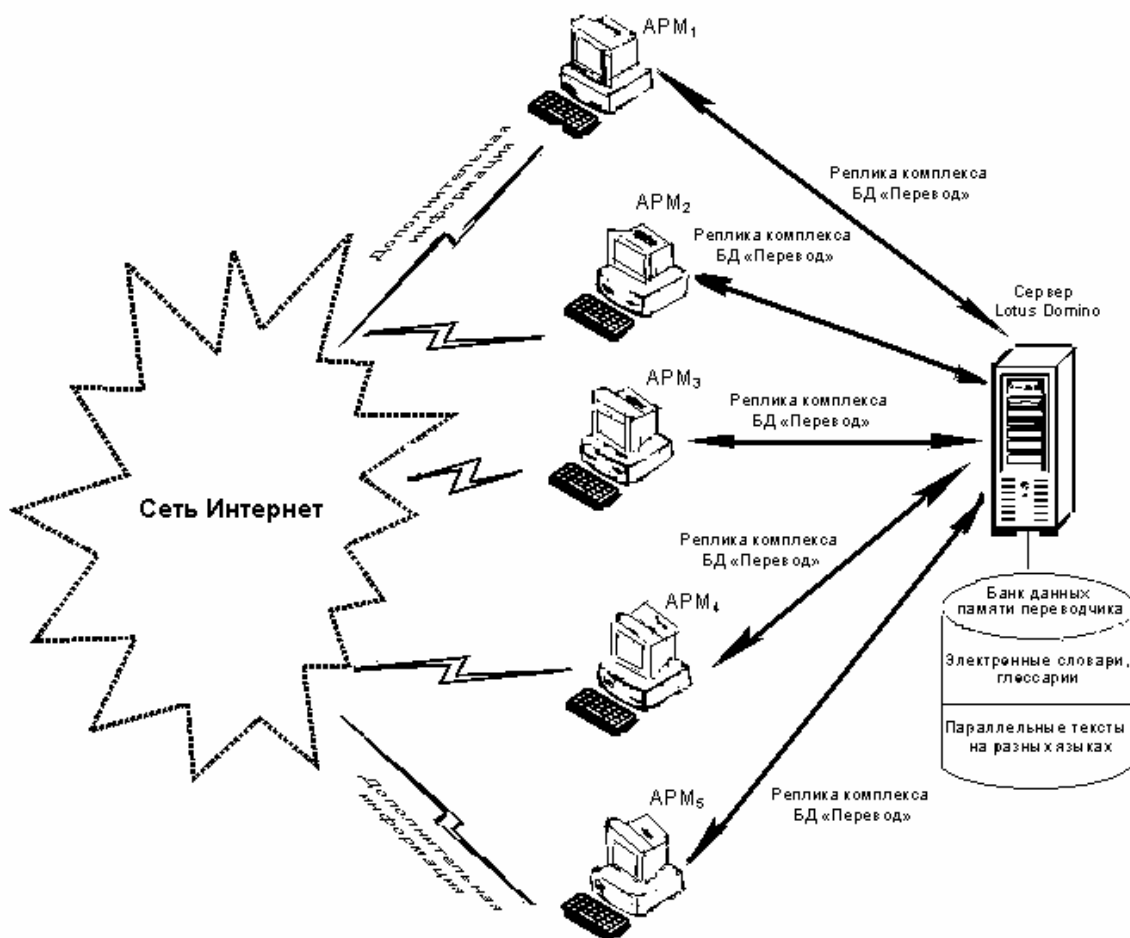 АРМ₁
Дополнительная
информация
Реплика комплекса
БД «Перевод»
АРМ₂
Реплика комплекса
БД «Перевод»
Сервер
Lotus Domino
АРМ₃
Реплика комплекса
БД «Перевод»
Сеть Интернет
Реплика комплекса
БД «Перевод»
АРМ₄
Банк данных
памяти переводчика
Электронные словари,
глоссарии
Параллельные тексты
на разных языках
АРМ₅
Реплика комплекса
БД «Перевод»
Дополнительная
информация